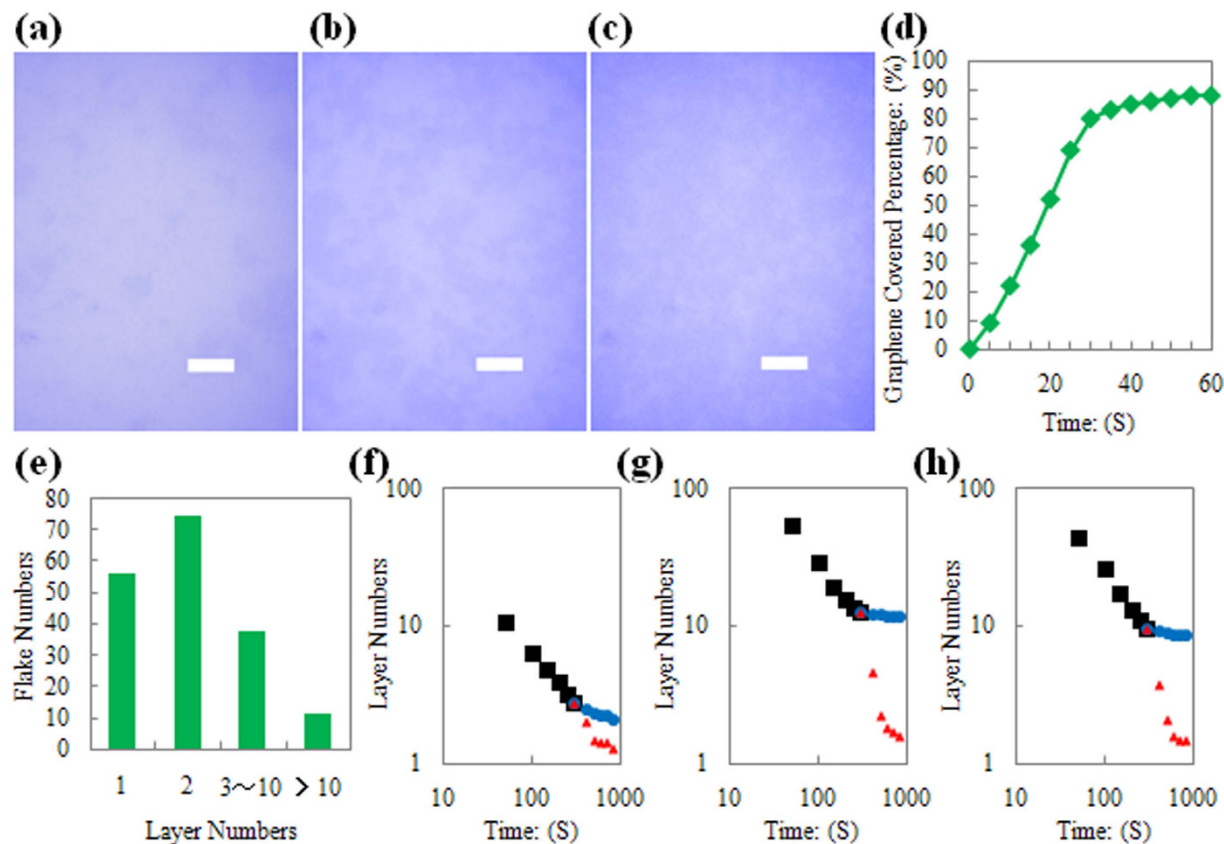 (a)
(b)
(c)
(d)
Graphene Covered Percentage: (%)
100
90
80
70
60
50
40
30
20
10
0
0 20 40 60
Time: (S)
(e)
Flake Numbers
80
70
60
50
40
30
20
10
0
1 2 3～10 ＞10
Layer Numbers
(f)
Layer Numbers
100
10
1
10 100 1000
Time: (S)
(g)
Layer Numbers
100
10
1
10 100 1000
Time: (S)
(h)
Layer Numbers
100
10
1
10 100 1000
Time: (S)